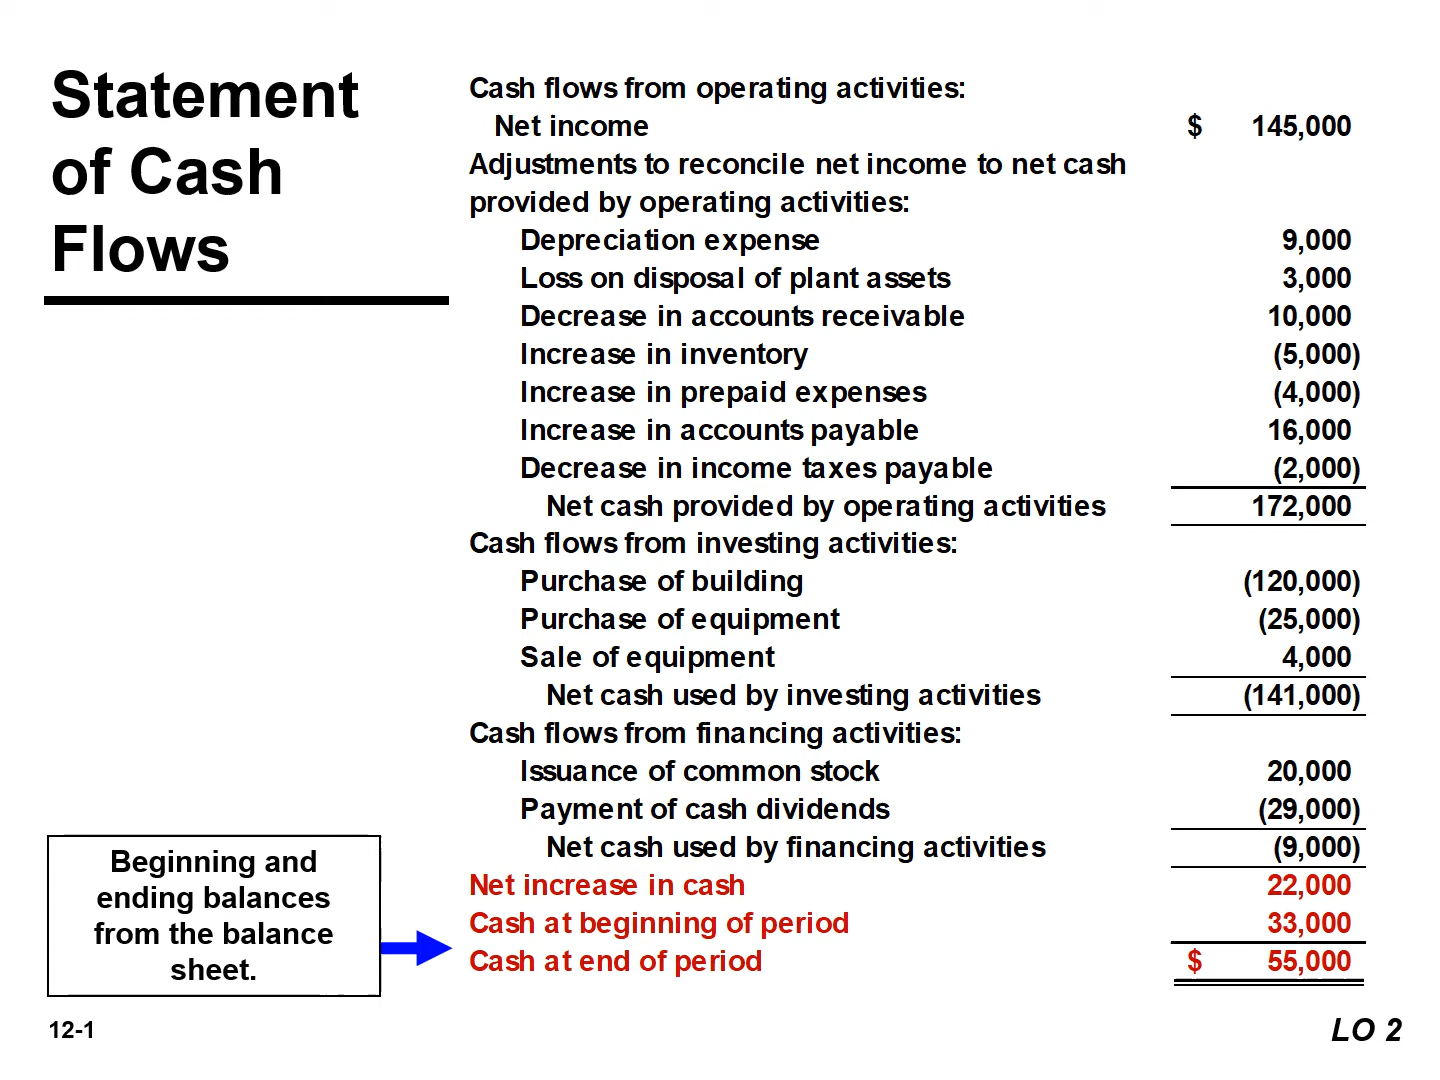 Statement
of Cash
Flows
Cash flows from operating activities:
Net income $ 145,000
Adjustments to reconcile net income to net cash
provided by operating activities:
Depreciation expense 9,000
Loss on disposal of plant assets 3,000
Decrease in accounts receivable 10,000
Increase in inventory (5,000)
Increase in prepaid expenses (4,000)
Increase in accounts payable 16,000
Decrease in income taxes payable (2,000)
Net cash provided by operating activities 172,000
Cash flows from investing activities:
Purchase of building (120,000)
Purchase of equipment (25,000)
Sale of equipment 4,000
Net cash used by investing activities (141,000)
Cash flows from financing activities:
Issuance of common stock 20,000
Payment of cash dividends (29,000)
Net cash used by financing activities (9,000)
Net increase in cash 22,000
Cash at beginning of period 33,000
Cash at end of period $ 55,000
Beginning and
ending balances
from the balance
sheet.
12-1
LO 2